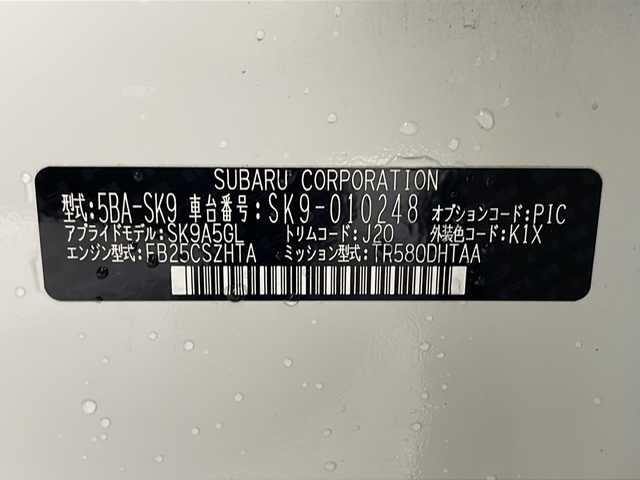 SUBARU CORPORATION
型式:5BA-SK9 車台番号:SK9-010248 オプションコード:PIC
アプライドモデル:SK9A5GL トリムコード:J20 外装色コード:K1X
エンジン型式:FB25CSZHTA ミッション型式:TR580DHTAA